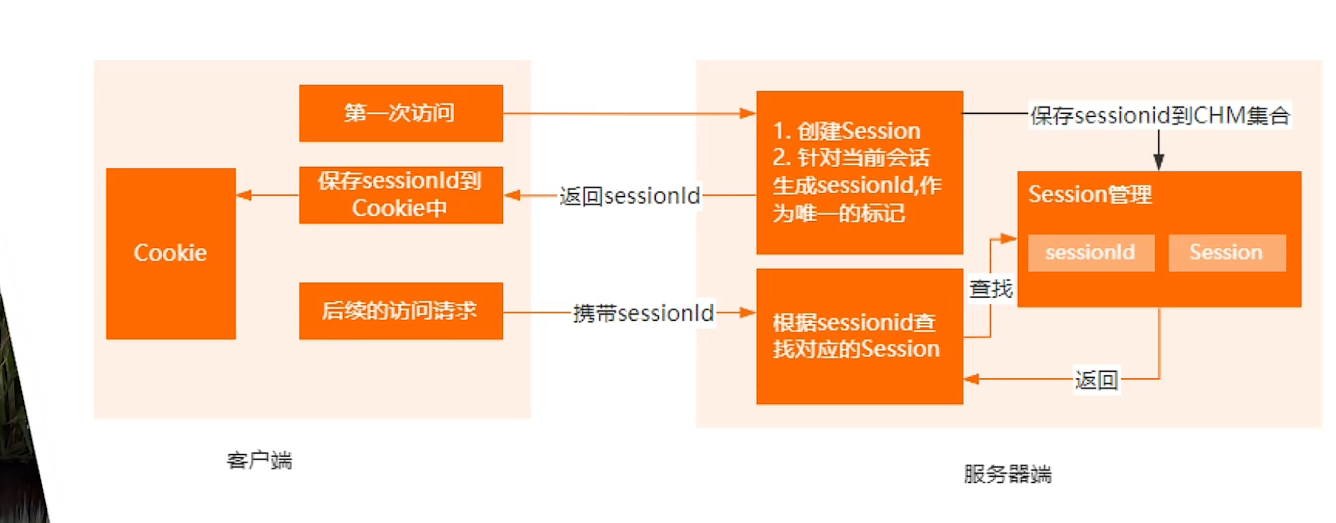 第一次访问
保存sessionId到
Cookie中
Cookie
后续的访问请求
客户端
返回sessionId
携带sessionId
1. 创建Session
2. 针对当前会话
生成sessionId,作
为唯一的标记
保存sessionid到CHM集合
Session管理
sessionId
Session
查找
根据sessionid查
找对应的Session
返回
服务器端